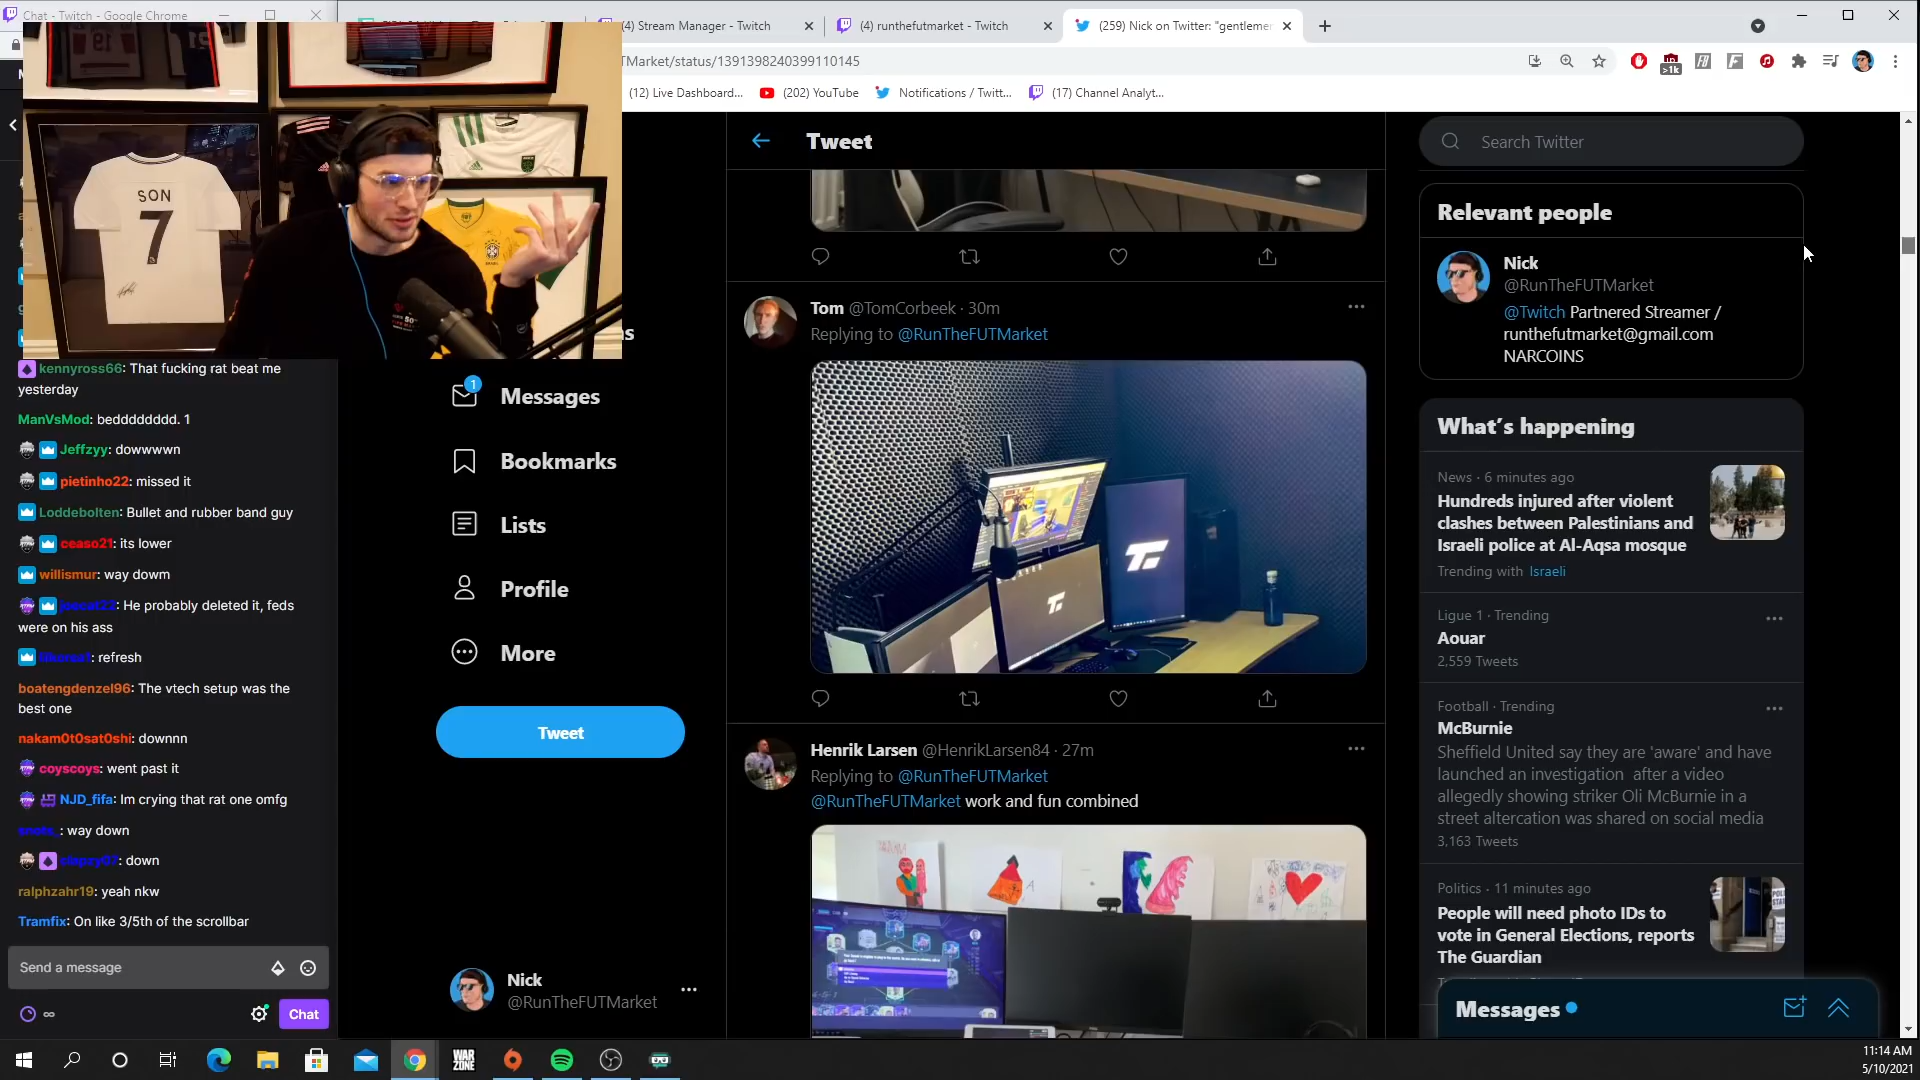 Chat - Twitch - Google Chrome
(4) Stream Manager - Twitch
(4) runthefutmarket - Twitch
(259) Nick on Twitter: "gentlemen
TMarket/status/1391398240399110145
>1k
(12) Live Dashboard...
(202) YouTube
Notifications / Twitt...
(17) Channel Analyt...
SON
7
kennyross66: That fucking rat beat me
yesterday
ManVsMod: beddddddd. 1
Jeffzyy: dowwwwn
pietinho22: missed it
Loddebolten: Bullet and rubber band guy
ceaso21: its lower
willismur: way dowm
: He probably deleted it, feds
were on his ass
: refresh
boatengdenzel96: The vtech setup was the
best one
nakam0t0sat0shi: downnn
coyscoys: went past it
NJD_fifa: Im crying that rat one omfg
: way down
: down
ralphzahr19: yeah nkw
Tramfix: On like 3/5th of the scrollbar
Send a message
∞
Chat
1
Messages
Bookmarks
Lists
Profile
More
Tweet
Nick
@RunTheFUTMarket
Tweet
Tom @TomCorbeek · 30m
Replying to @RunTheFUTMarket
Henrik Larsen @HenrikLarsen84 · 27m
Replying to @RunTheFUTMarket
@RunTheFUTMarket work and fun combined
Search Twitter
Relevant people
Nick
@RunTheFUTMarket
@Twitch Partnered Streamer /
runthefutmarket@gmail.com
NARCOINS
What's happening
News · 6 minutes ago
Hundreds injured after violent
clashes between Palestinians and
Israeli police at Al-Aqsa mosque
Trending with Israeli
Ligue 1 · Trending
Aouar
2,559 Tweets
Football · Trending
McBurnie
Sheffield United say they are 'aware' and have
launched an investigation after a video
allegedly showing striker Oli McBurnie in a
street altercation was shared on social media
3,163 Tweets
Politics · 11 minutes ago
People will need photo IDs to
vote in General Elections, reports
The Guardian
Messages
WAR
ZONE
11:14 AM
5/10/2021